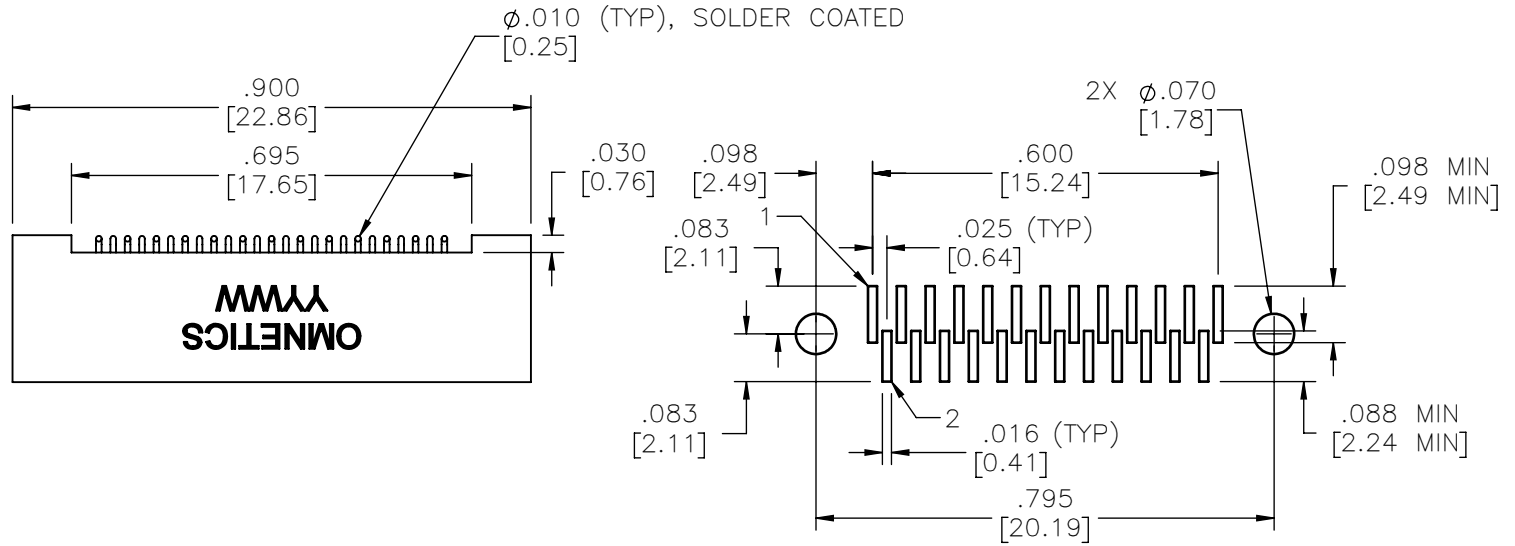 Ø.010 (TYP), SOLDER COATED
[0.25]
.900
[22.86]
.695
[17.65]
.030
[0.76]
YYWW
OMNETICS
2X Ø.070
[1.78]
.098
[2.49]
.600
[15.24]
.098 MIN
[2.49 MIN]
1
.083
[2.11]
.025 (TYP)
[0.64]
.083
[2.11]
2
.016 (TYP)
[0.41]
.088 MIN
[2.24 MIN]
.795
[20.19]